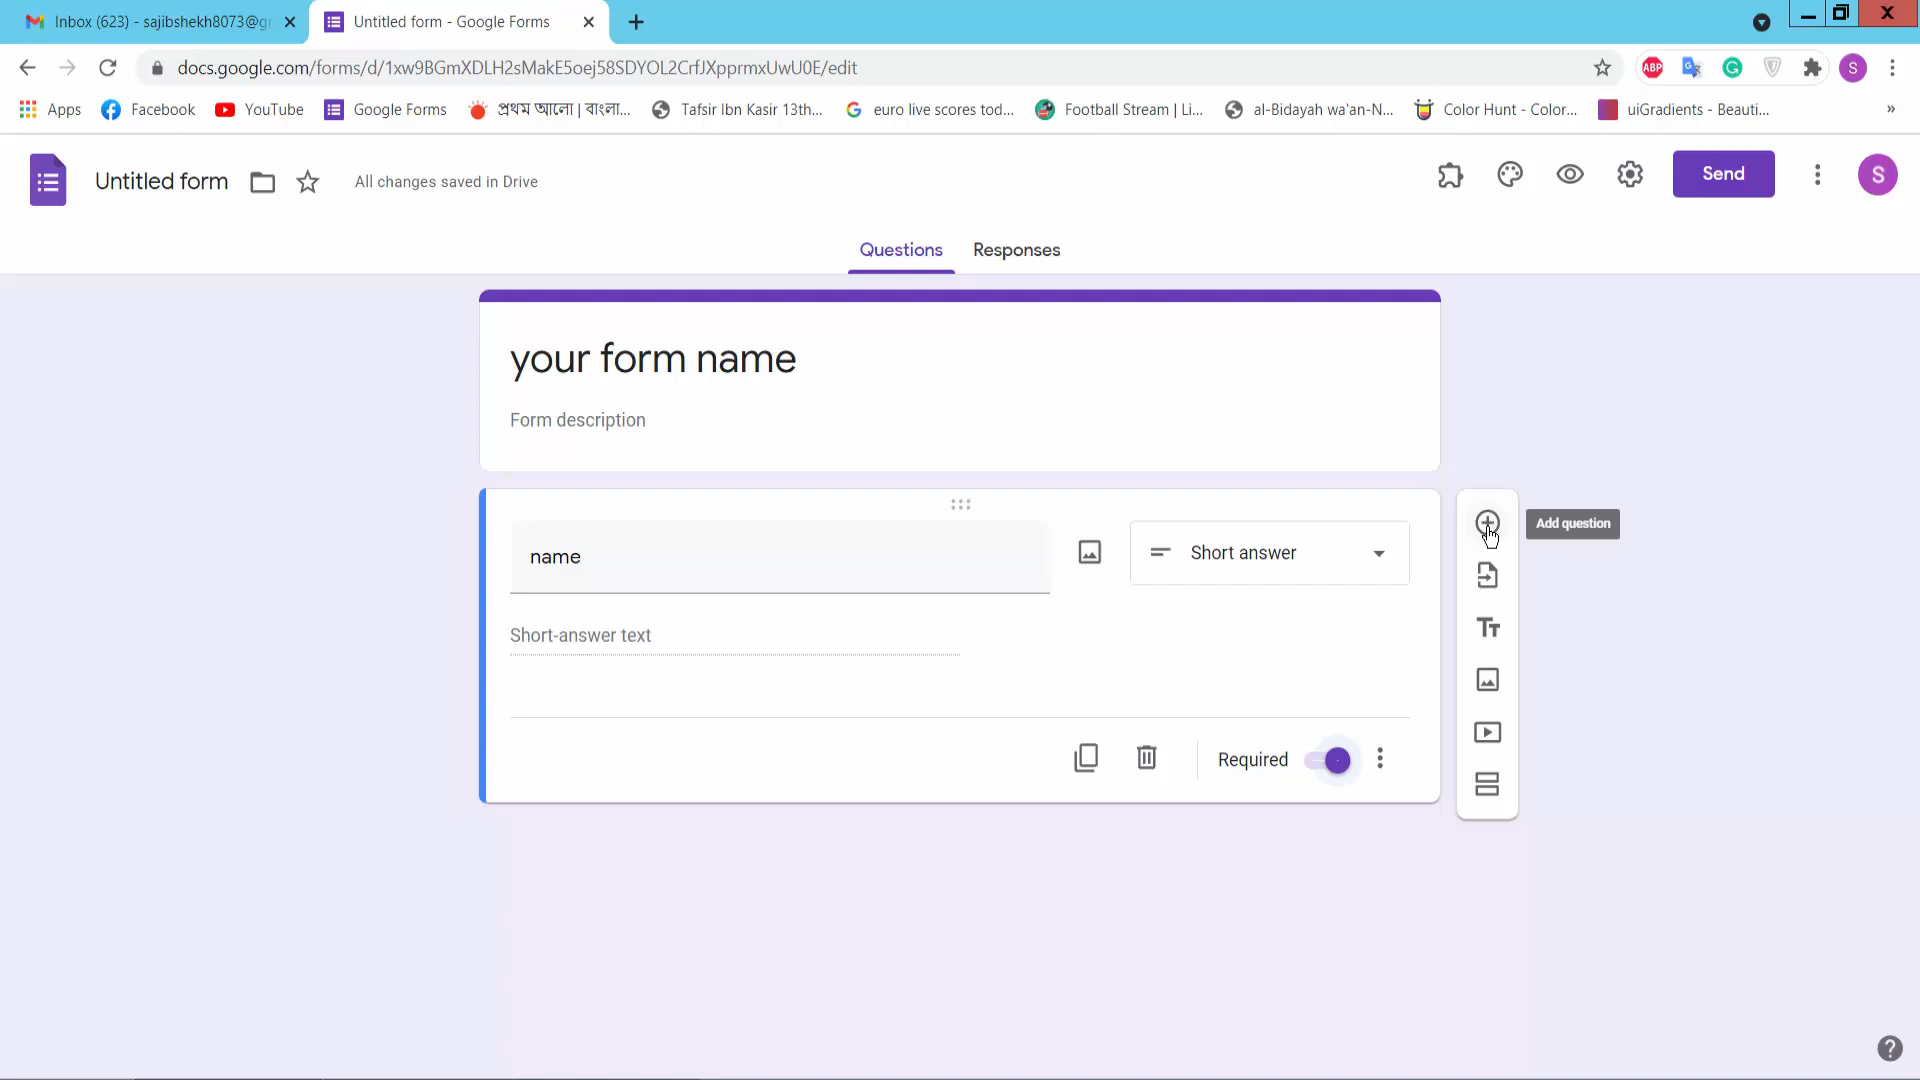 Inbox (623) - sajibshekh8073@g
Untitled form - Google Forms
docs.google.com/forms/d/1xw9BGmXDLH2sMakE5oej58SDYOL2CrfJXpprmxUwU0E/edit
ABP
S
Apps
Facebook
YouTube
Google Forms
প্রথম আলো | বাংলা...
Tafsir Ibn Kasir 13th...
euro live scores tod...
Football Stream | Li...
al-Bidayah wa'an-N...
Color Hunt - Color...
uiGradients - Beauti...
»
Untitled form
All changes saved in Drive
Send
S
Questions
Responses
your form name
Form description
name
Short answer
Add question
Short-answer text
Tт
Required